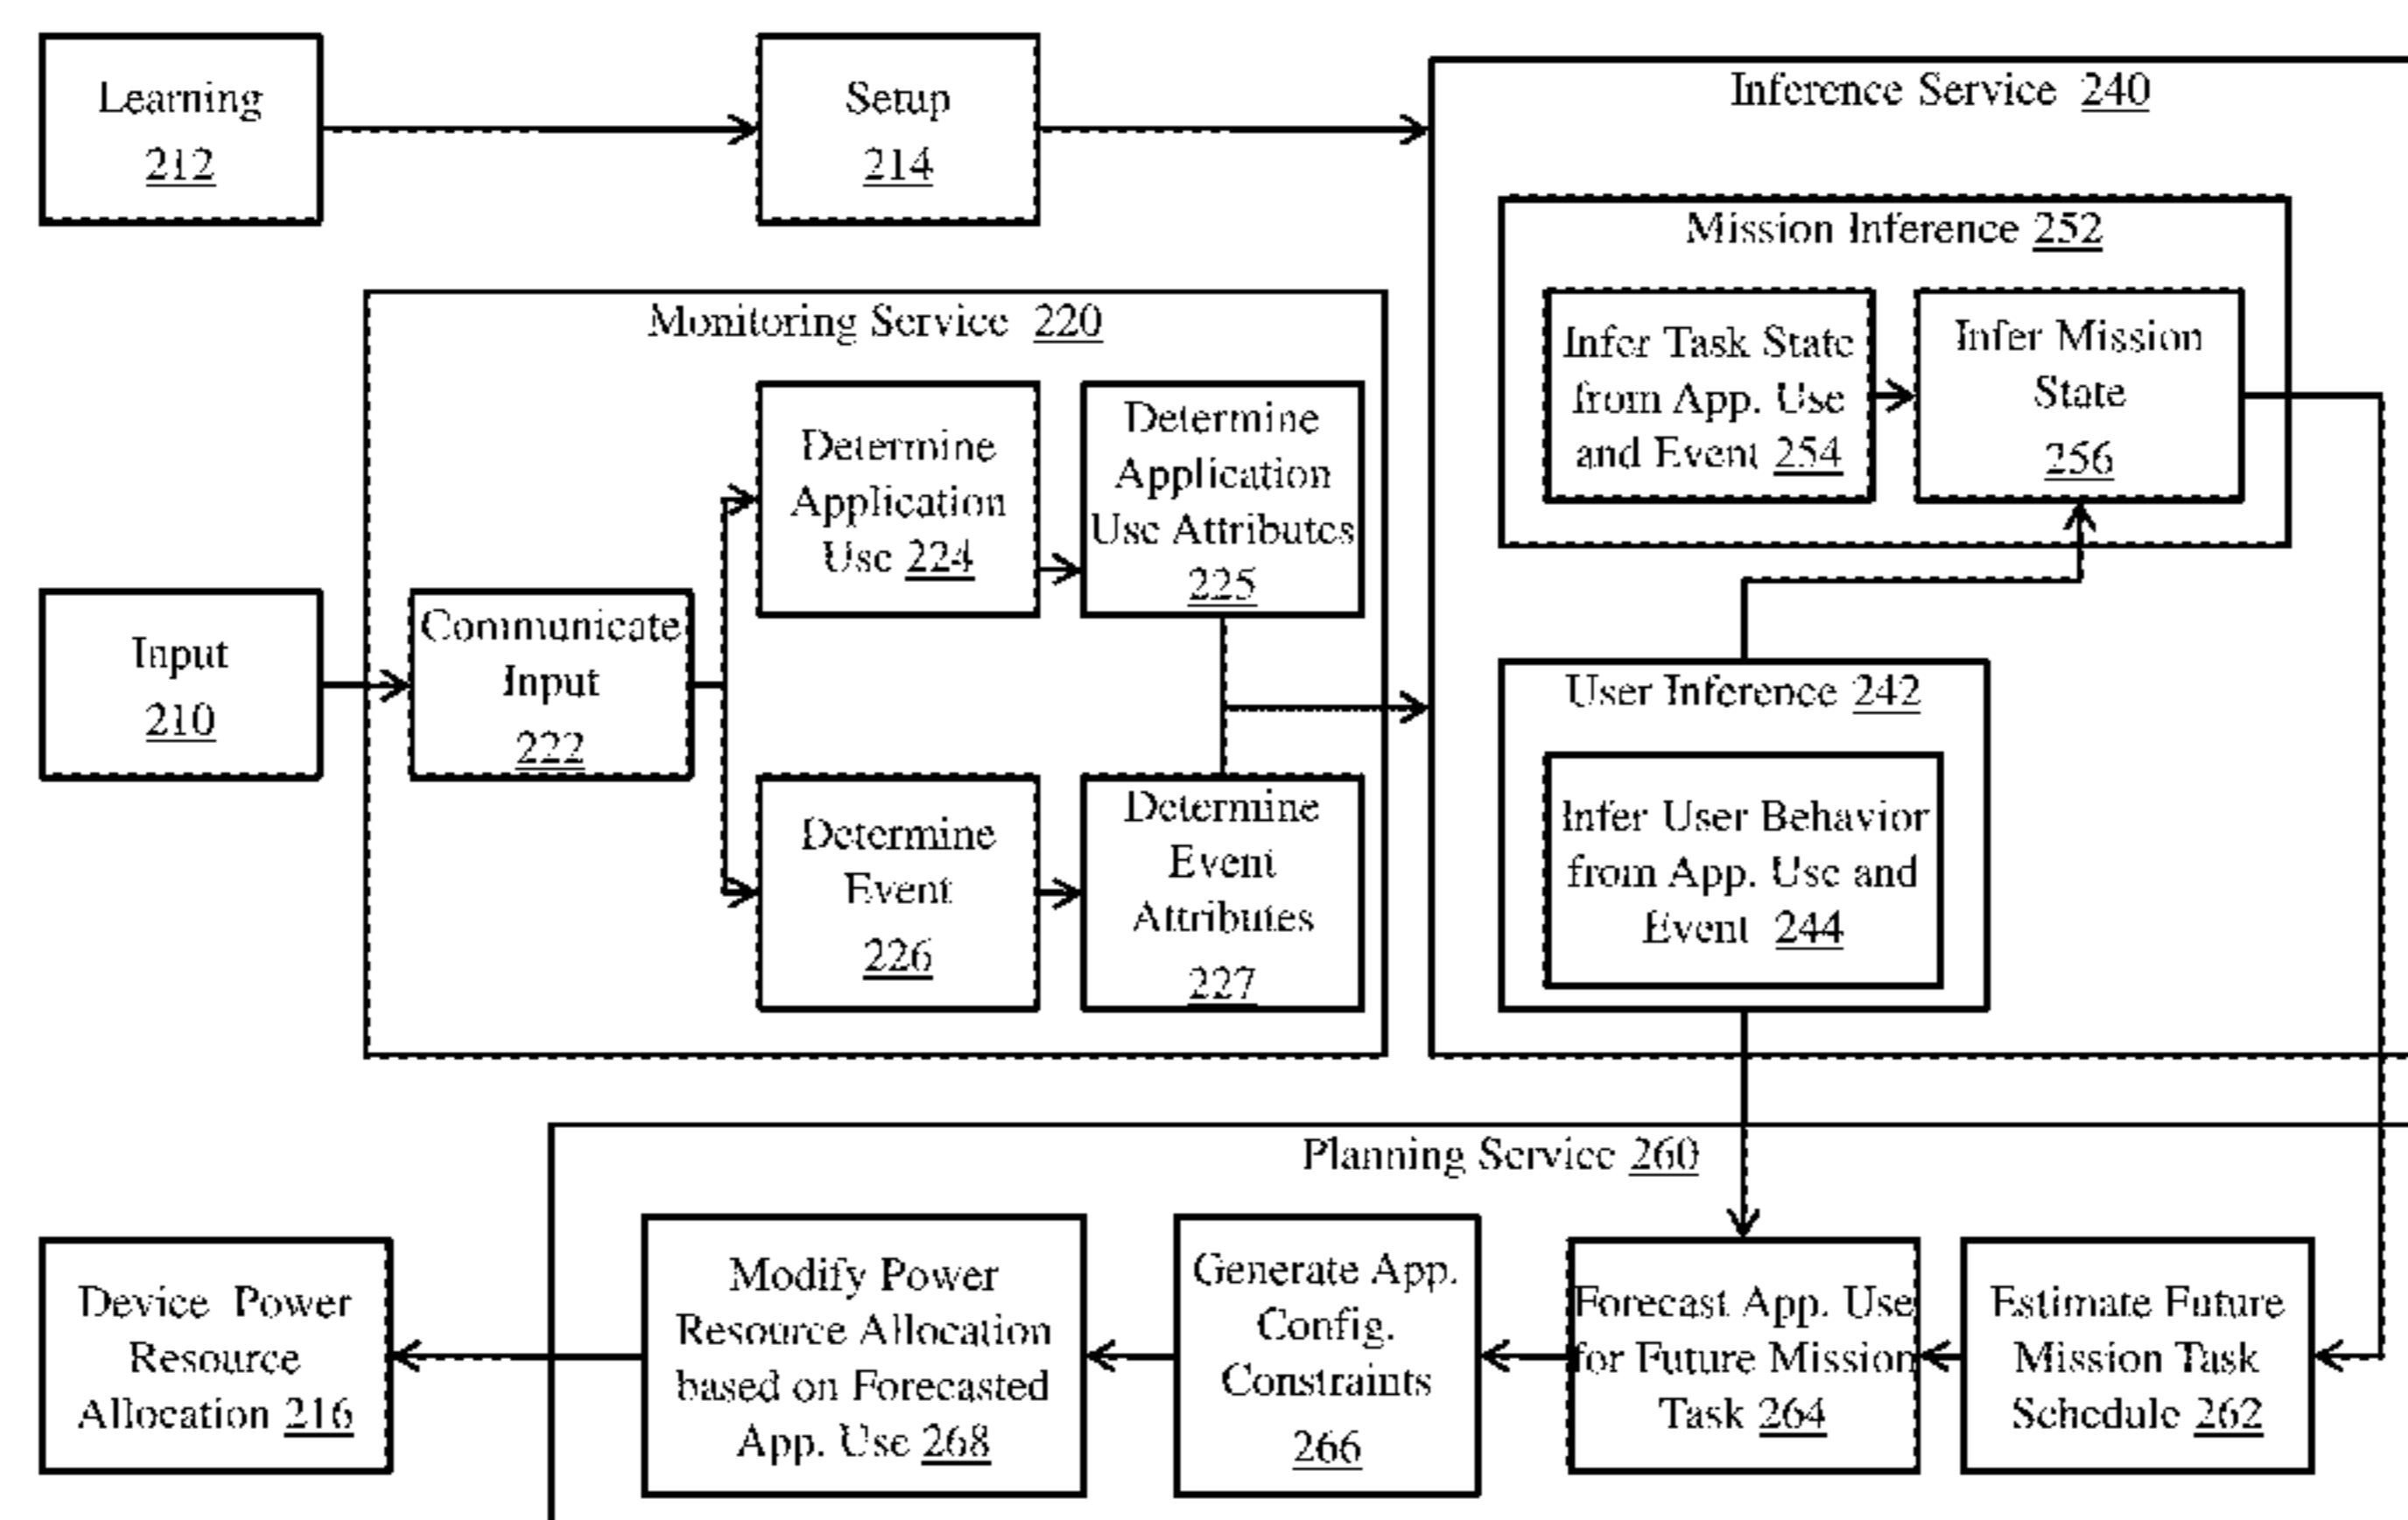 Learning
212
Setup
214
Inference Service 240
Mission Inference 252
Infer Task State
from App. Use
and Event 254
Infer Mission
State
256
Monitoring Service 220
Determine
Application
Use 224
Determine
Application
Use Attributes
225
Input
210
Communicate
Input
222
Determine
Event
226
Determine
Event
Attributes
227
User Inference 242
Infer User Behavior
from App. Use and
Event 244
Planning Service 260
Device Power
Resource
Allocation 216
Modify Power
Resource Allocation
based on Forecasted
App. Use 268
Generate App.
Config.
Constraints
266
Forecast App. Use
for Future Mission
Task 264
Estimate Future
Mission Task
Schedule 262